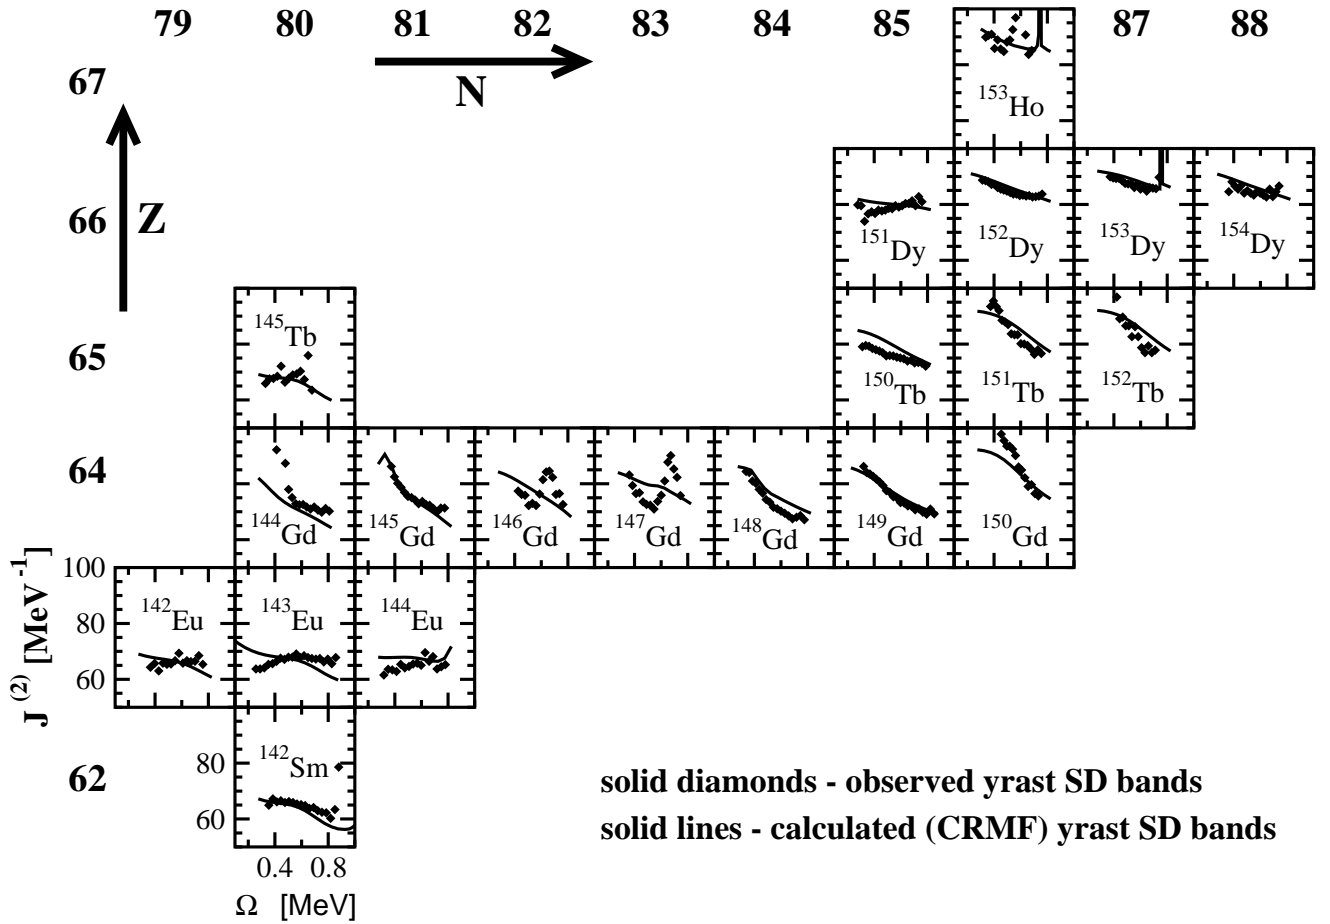 79 80 81 82 83 84 85 87 88
67
N
153Ho
Z
66
151Dy 152Dy 153Dy 154Dy
65
145Tb 150Tb 151Tb 152Tb
64
144Gd 145Gd 146Gd 147Gd 148Gd 149Gd 150Gd
J(2) [MeV-1]
100
80
60
142Eu 143Eu 144Eu
62
80
60
142Sm
0.4 0.8
Ω [MeV]
solid diamonds - observed yrast SD bands
solid lines - calculated (CRMF) yrast SD bands